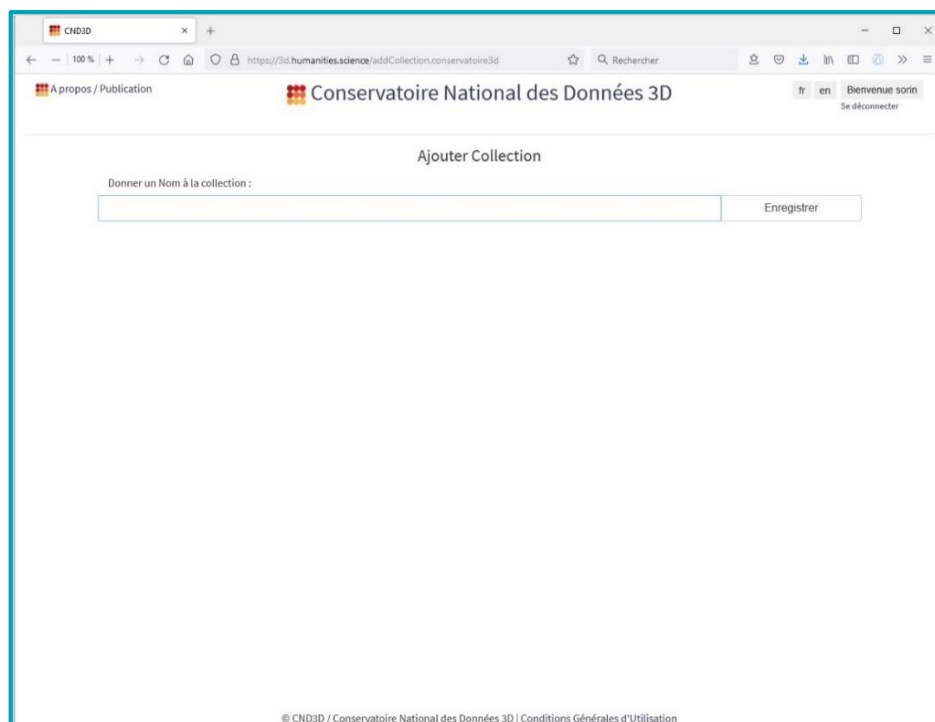 CND3D
100 %
https://3d.humanities.science/addCollection.conservatoire3d
Rechercher
A propos / Publication
Conservatoire National des Données 3D
fr en Bienvenue sorin
Se déconnecter
Ajouter Collection
Donner un Nom à la collection :
Enregistrer
© CND3D / Conservatoire National des Données 3D | Conditions Générales d'Utilisation